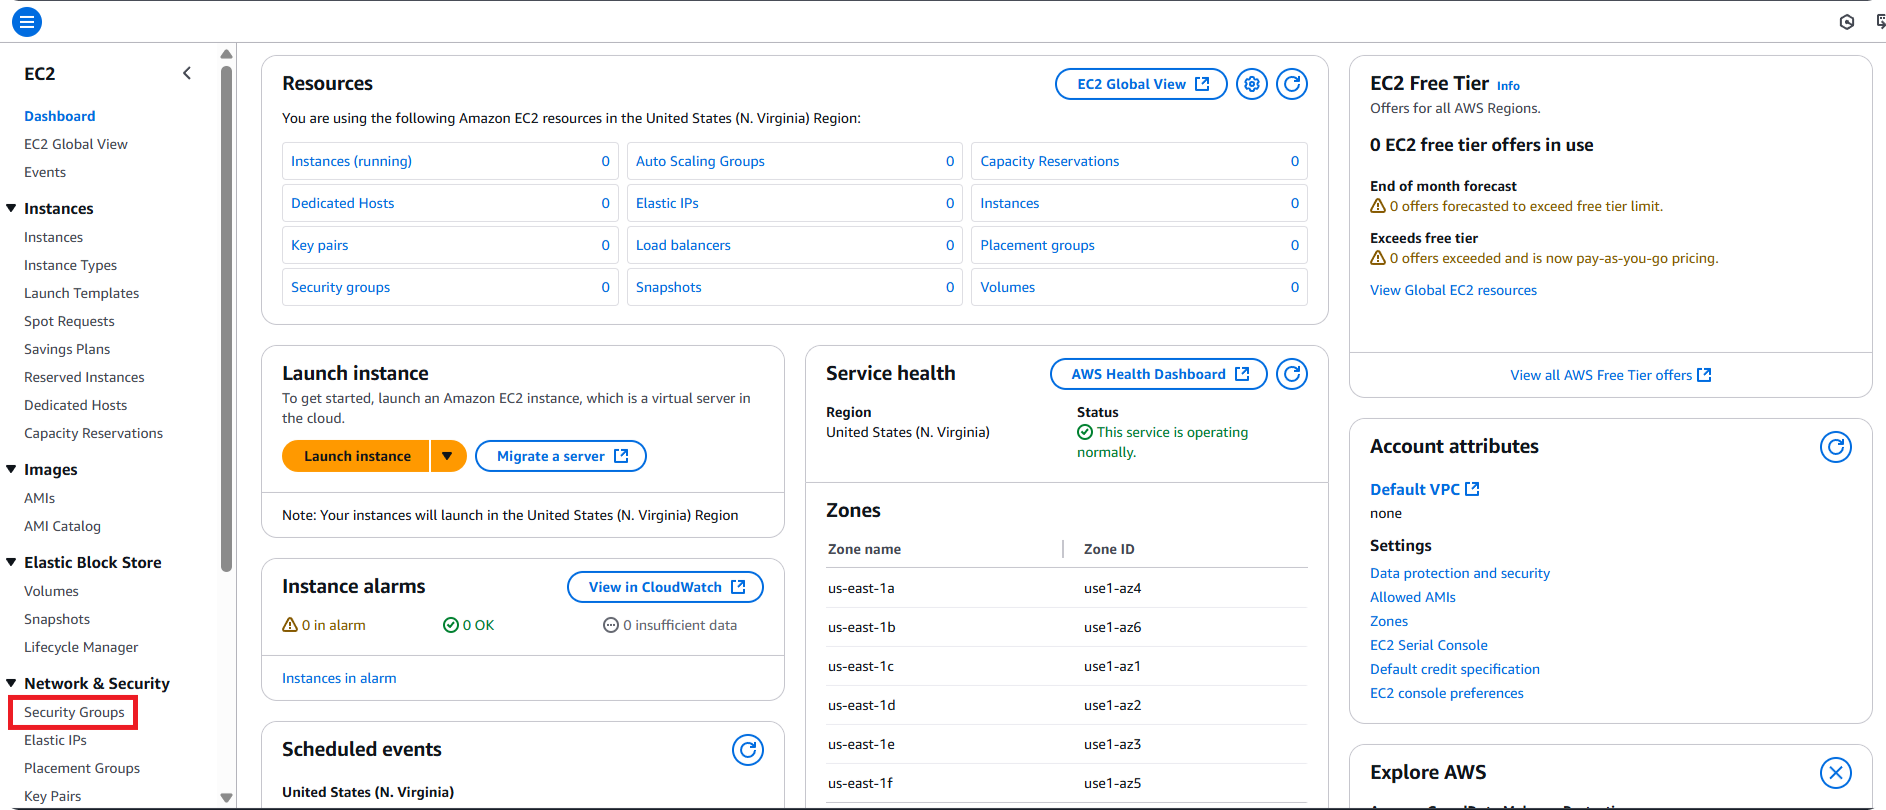 EC2
Dashboard
EC2 Global View
Events
Instances
Instances
Instance Types
Launch Templates
Spot Requests
Savings Plans
Reserved Instances
Dedicated Hosts
Capacity Reservations
Images
AMIs
AMI Catalog
Elastic Block Store
Volumes
Snapshots
Lifecycle Manager
Network & Security
Security Groups
Elastic IPs
Placement Groups
Key Pairs
Resources
EC2 Global View
You are using the following Amazon EC2 resources in the United States (N. Virginia) Region:
Instances (running) 0 Auto Scaling Groups 0 Capacity Reservations 0
Dedicated Hosts 0 Elastic IPs 0 Instances 0
Key pairs 0 Load balancers 0 Placement groups 0
Security groups 0 Snapshots 0 Volumes 0
Launch instance
To get started, launch an Amazon EC2 instance, which is a virtual server in
the cloud.
Launch instance Migrate a server
Note: Your instances will launch in the United States (N. Virginia) Region
Instance alarms View in CloudWatch
0 in alarm 0 OK 0 insufficient data
Instances in alarm
Scheduled events
United States (N. Virginia)
Service health AWS Health Dashboard
Region Status
United States (N. Virginia) This service is operating
normally.
Zones
Zone name Zone ID
us-east-1a use1-az4
us-east-1b use1-az6
us-east-1c use1-az1
us-east-1d use1-az2
us-east-1e use1-az3
us-east-1f use1-az5
EC2 Free Tier Info
Offers for all AWS Regions.
0 EC2 free tier offers in use
End of month forecast
0 offers forecasted to exceed free tier limit.
Exceeds free tier
0 offers exceeded and is now pay-as-you-go pricing.
View Global EC2 resources
View all AWS Free Tier offers
Account attributes
Default VPC
none
Settings
Data protection and security
Allowed AMIs
Zones
EC2 Serial Console
Default credit specification
EC2 console preferences
Explore AWS